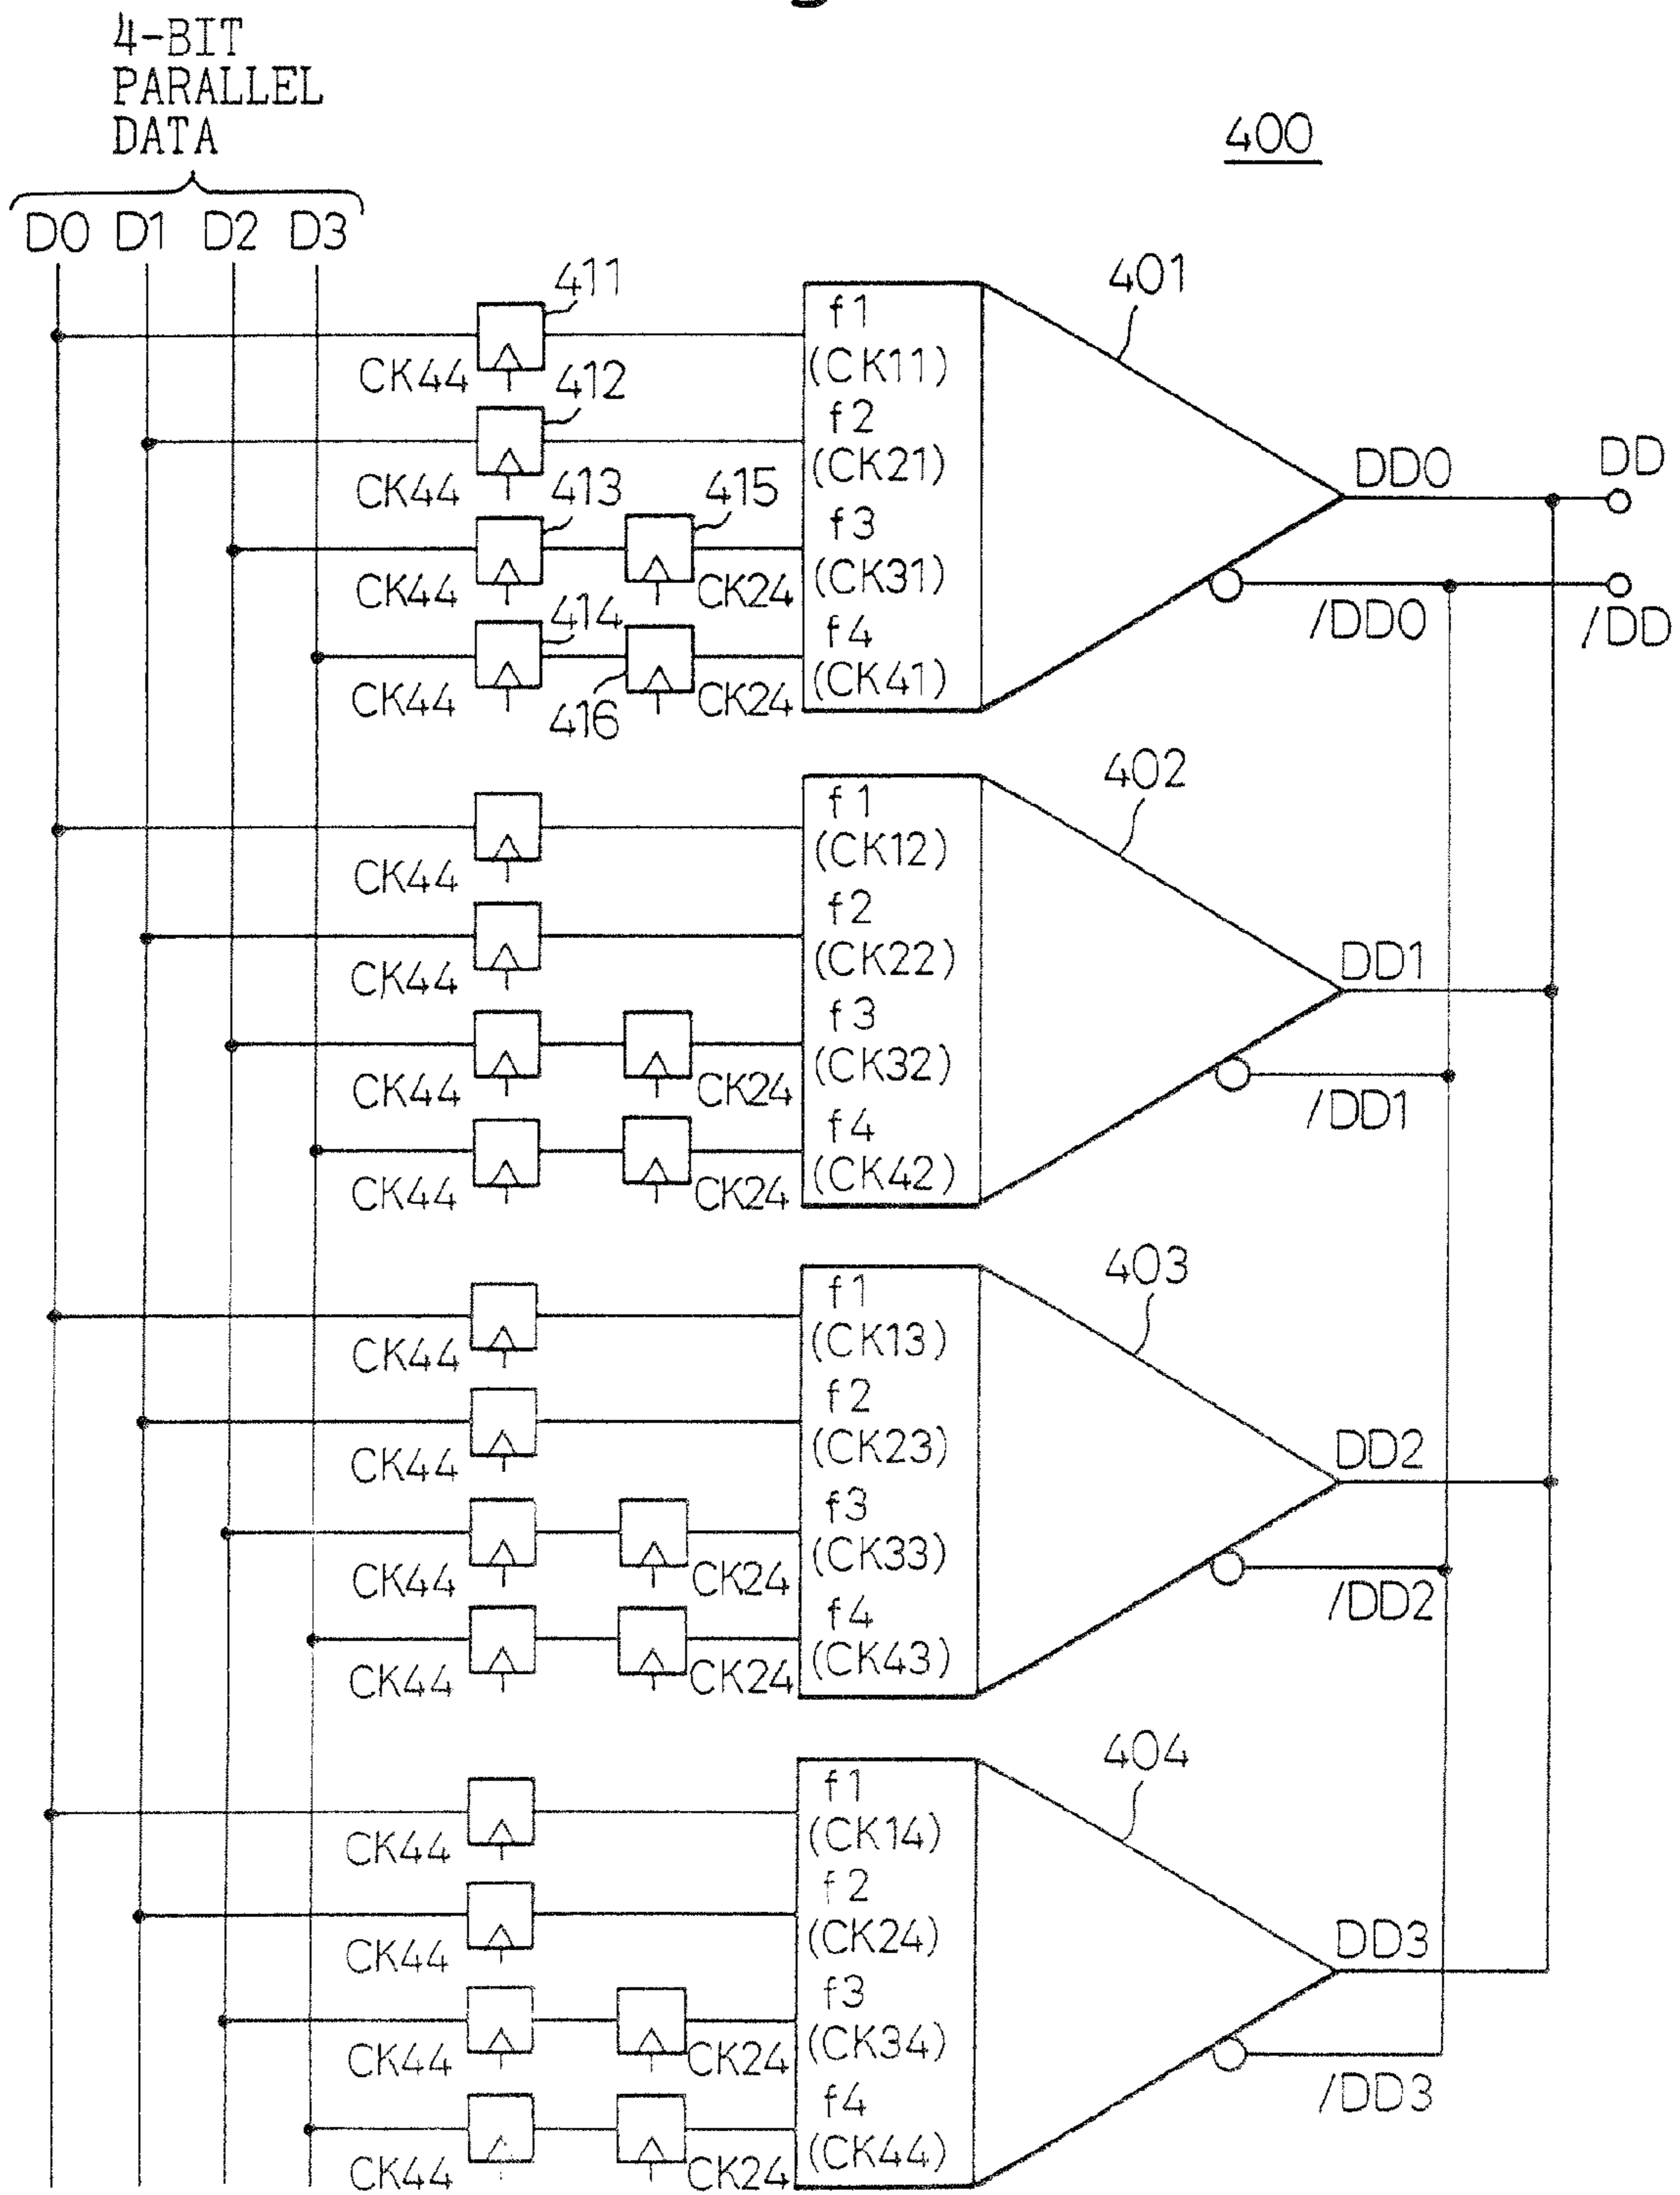 4-BIT
PARALLEL
DATA
400
D0 D1 D2 D3
411
401
f1
CK44
(CK11)
412
f2
CK44
(CK21)
DD0
DD
413
415
f3
CK44
CK24
(CK31)
/DD0
/DD
414
f4
CK44
416
CK24
(CK41)
402
f1
CK44
(CK12)
f2
CK44
(CK22)
DD1
f3
CK44
CK24
(CK32)
/DD1
f4
CK44
CK24
(CK42)
403
f1
CK44
(CK13)
f2
CK44
(CK23)
DD2
f3
CK44
CK24
(CK33)
/DD2
f4
CK44
CK24
(CK43)
404
f1
CK44
(CK14)
f2
CK44
(CK24)
DD3
f3
CK44
CK24
(CK34)
/DD3
f4
CK44
CK24
(CK44)